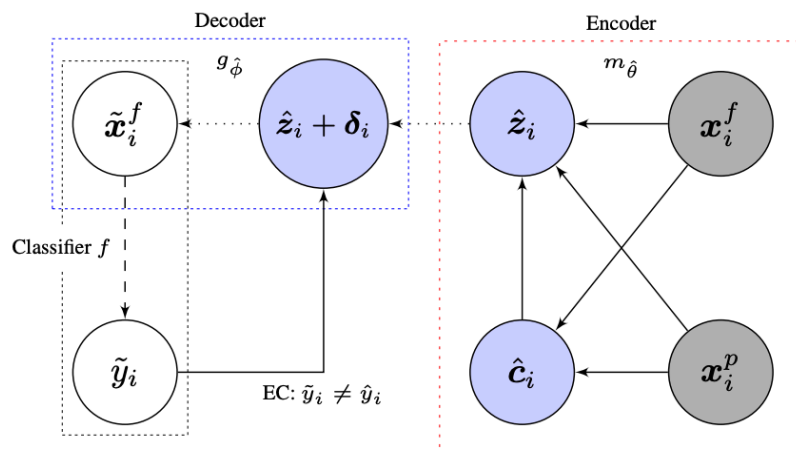 Decoder
Encoder
g_ϕ̂
m_θ̂
x̃_i^f
ẑ_i + δ_i
ẑ_i
x_i^f
Classifier f
ỹ_i
EC: ỹ_i ≠ ŷ_i
ĉ_i
x_i^p